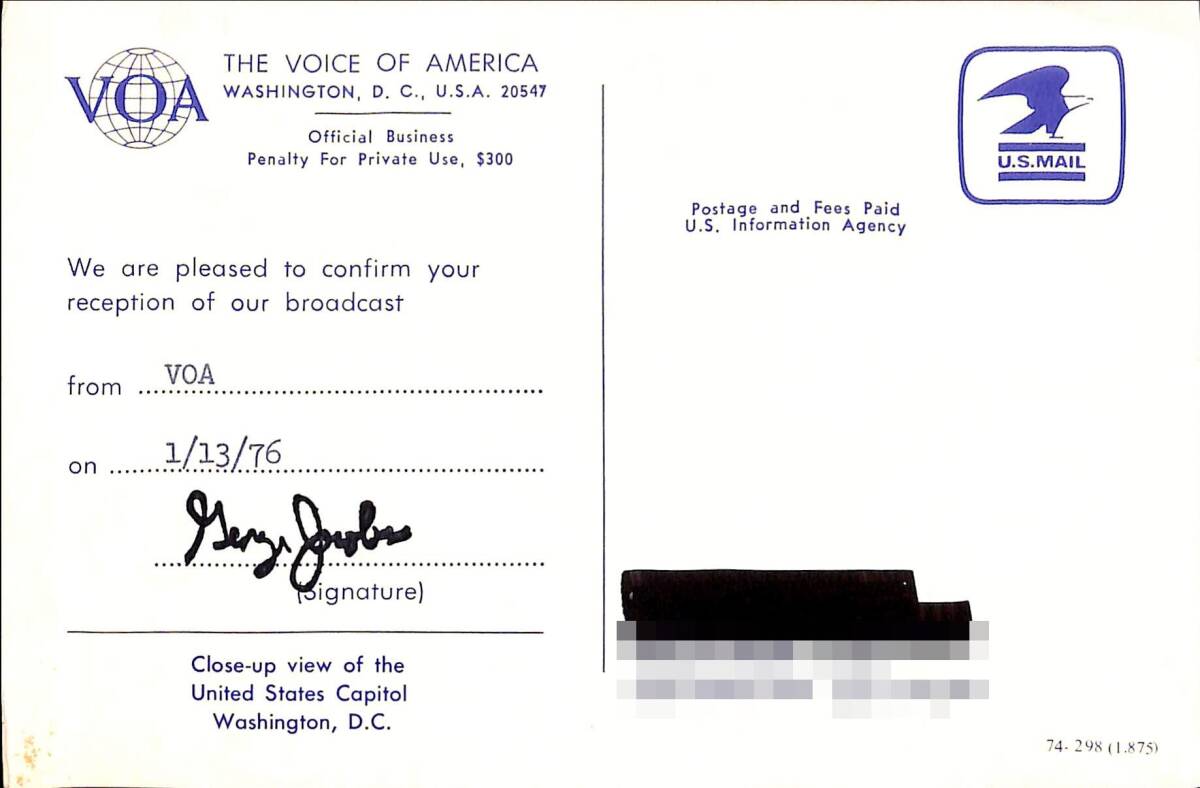 VOA
THE VOICE OF AMERICA
WASHINGTON, D. C., U.S.A. 20547
Official Business
Penalty For Private Use, $300
We are pleased to confirm your
reception of our broadcast
from VOA
on 1/13/76
George Jacobs
(Signature)
Close-up view of the
United States Capitol
Washington, D.C.
U.S.MAIL
Postage and Fees Paid
U.S. Information Agency
74- 298 (1.875)